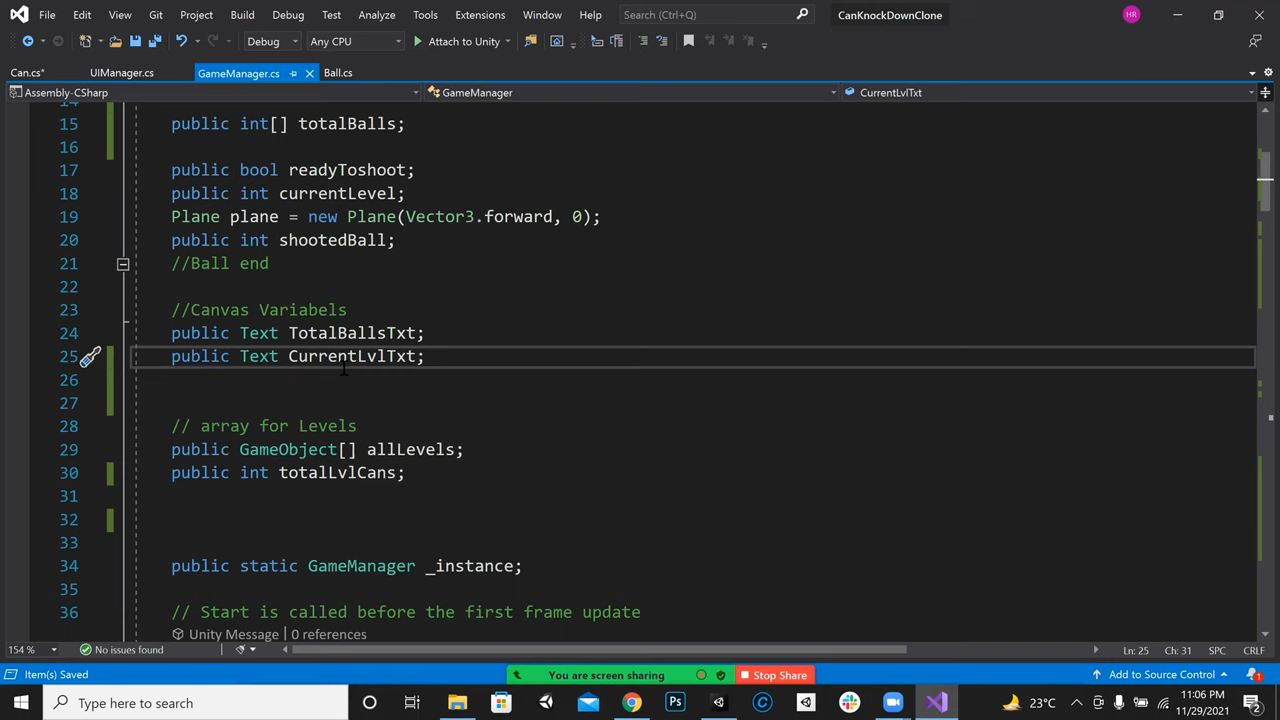 File Edit View Git Project Build Debug Test Analyze Tools Extensions Window Help Search (Ctrl+Q) CanKnockDownClone HR
Debug Any CPU Attach to Unity
Can.cs* UIManager.cs GameManager.cs Ball.cs
Assembly-CSharp GameManager CurrentLvlTxt
14
15 public int[] totalBalls;
16
17 public bool readyToshoot;
18 public int currentLevel;
19 Plane plane = new Plane(Vector3.forward, 0);
20 public int shootedBall;
21 //Ball end
22
23 //Canvas Variabels
24 public Text TotalBallsTxt;
25 public Text CurrentLvlTxt;
26
27
28 // array for Levels
29 public GameObject[] allLevels;
30 public int totalLvlCans;
31
32
33
34 public static GameManager _instance;
35
36 // Start is called before the first frame update
Unity Message | 0 references
154 % No issues found Ln: 25 Ch: 31 SPC CRLF
Item(s) Saved You are screen sharing Stop Share Add to Source Control 1
Type here to search Ps 23°C 11:06 PM
11/29/2021